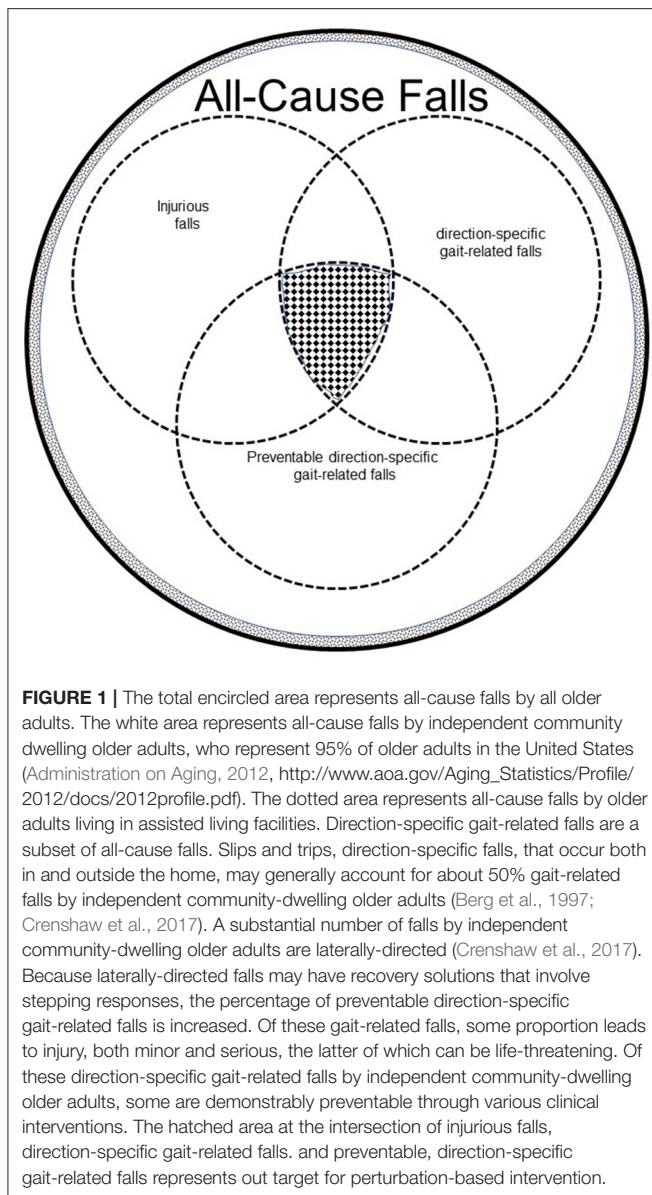 All-Cause Falls
Injurious
falls
direction-specific
gait-related falls
Preventable direction-specific
gait-related falls
FIGURE 1 | The total encircled area represents all-cause falls by all older
adults. The white area represents all-cause falls by independent community
dwelling older adults, who represent 95% of older adults in the United States
(Administration on Aging, 2012, http://www.aoa.gov/Aging_Statistics/Profile/
2012/docs/2012profile.pdf). The dotted area represents all-cause falls by older
adults living in assisted living facilities. Direction-specific gait-related falls are a
subset of all-cause falls. Slips and trips, direction-specific falls, that occur both
in and outside the home, may generally account for about 50% gait-related
falls by independent community-dwelling older adults (Berg et al., 1997;
Crenshaw et al., 2017). A substantial number of falls by independent
community-dwelling older adults are laterally-directed (Crenshaw et al., 2017).
Because laterally-directed falls may have recovery solutions that involve
stepping responses, the percentage of preventable direction-specific
gait-related falls is increased. Of these gait-related falls, some proportion leads
to injury, both minor and serious, the latter of which can be life-threatening. Of
these direction-specific gait-related falls by independent community-dwelling
older adults, some are demonstrably preventable through various clinical
interventions. The hatched area at the intersection of injurious falls,
direction-specific gait-related falls. and preventable, direction-specific
gait-related falls represents out target for perturbation-based intervention.